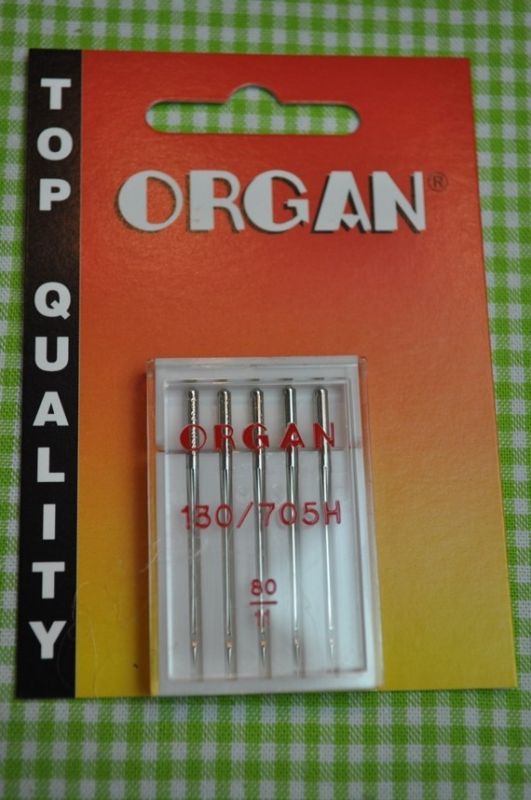 TOP QUALITY
ORGAN®
ORGAN
130/705H
80
11